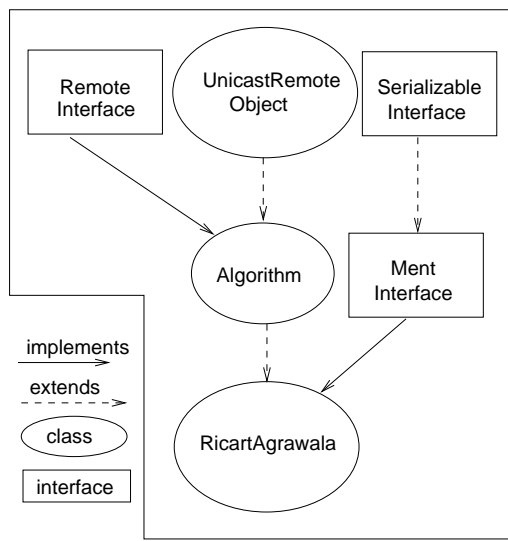 Remote
Interface
UnicastRemote
Object
Serializable
Interface
Algorithm
Ment
Interface
implements
extends
class
interface
RicartAgrawala